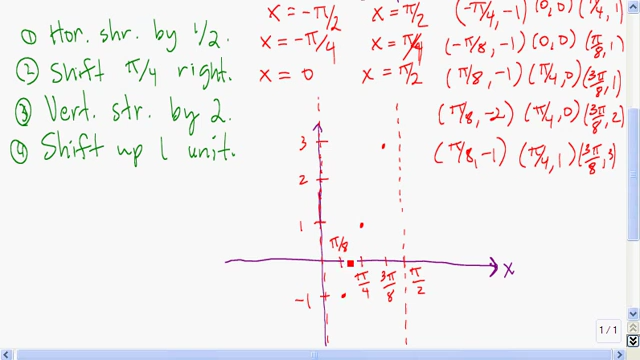 x = -π/2 x = π/2 (-π/4, -1) (0, 0) (π/4, 1)
① Hor. shr. by 1/2.
x = -π/4 x = π/4 (-π/8, -1) (0, 0) (π/8, 1)
② Shift π/4 right.
x = 0 x = π/2 (π/8, -1) (π/4, 0) (3π/8, 1)
③ Vert. str. by 2.
(π/8, -2) (π/4, 0) (3π/8, 2)
④ Shift up 1 unit.
(π/8, -1) (π/4, 1) (3π/8, 3)
3
2
1
π/8
x
π/4 3π/8 π/2
-1
1/1